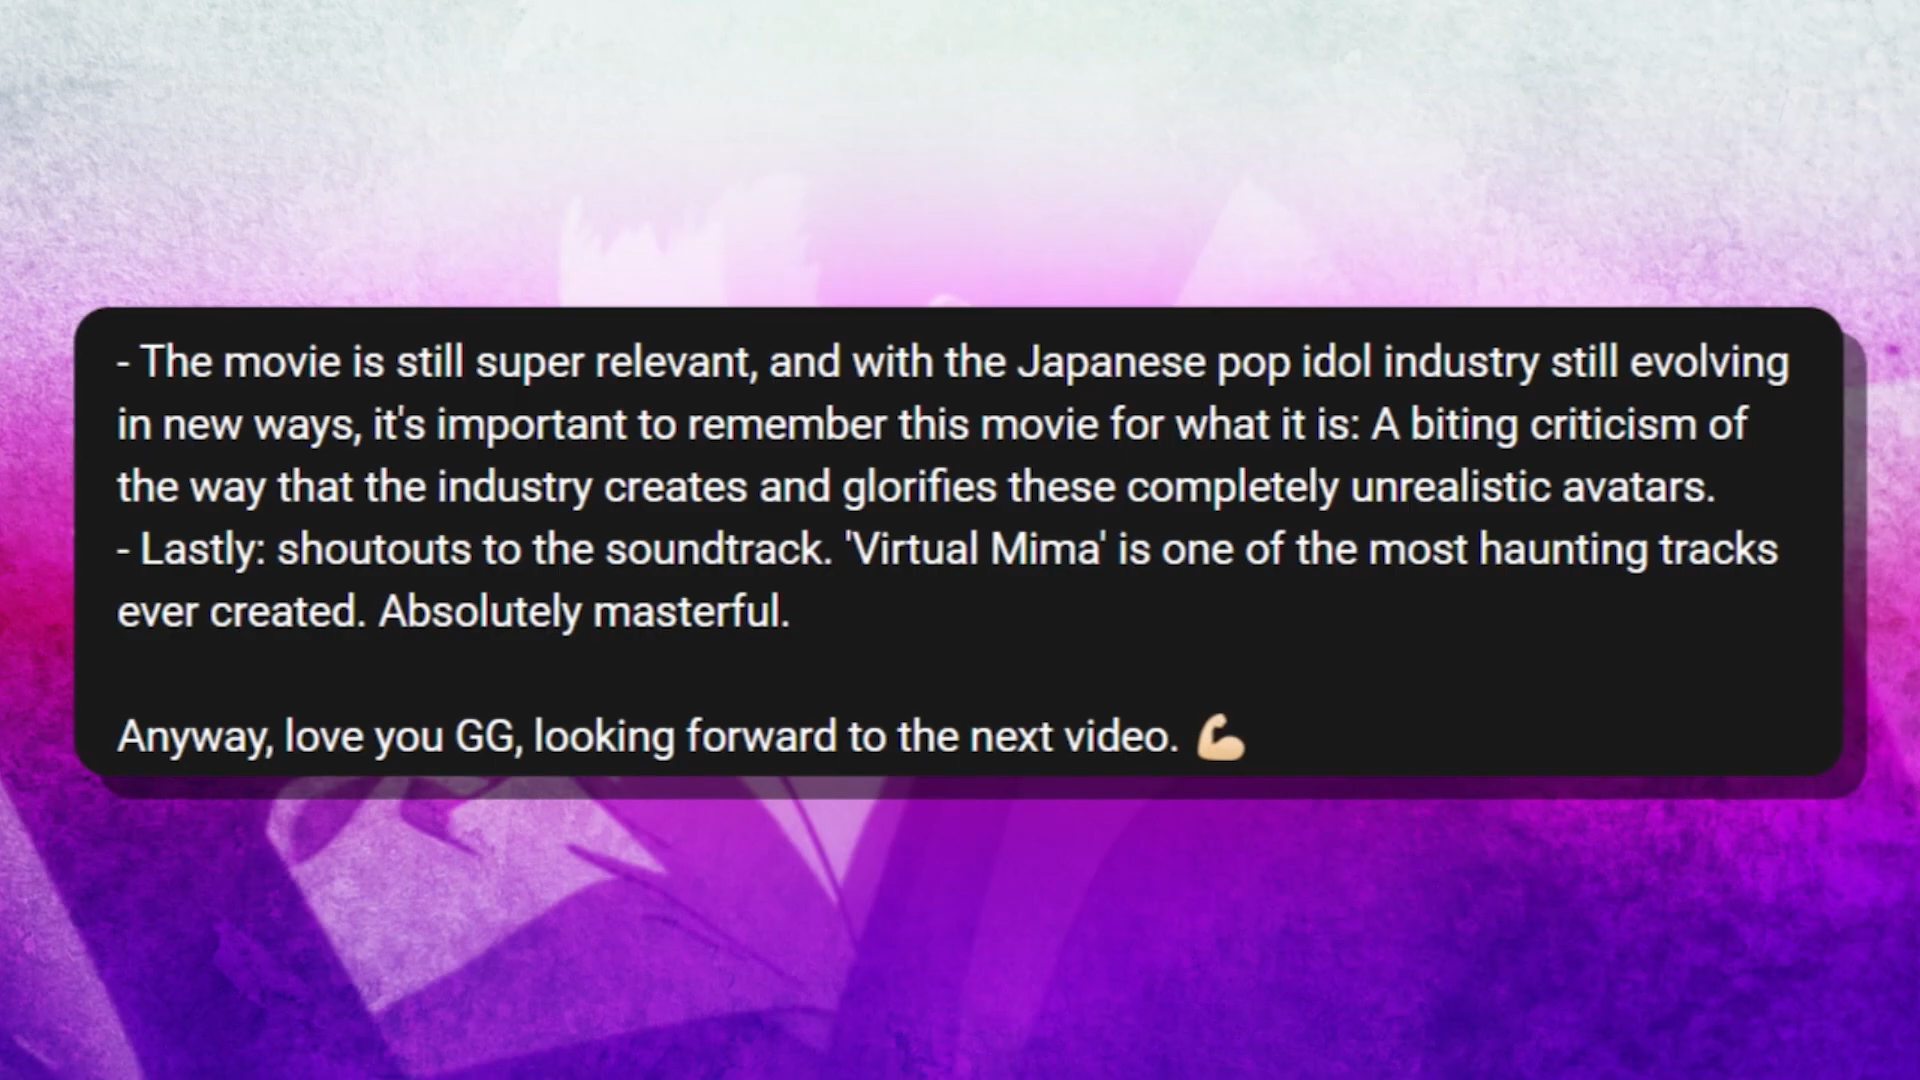 - The movie is still super relevant, and with the Japanese pop idol industry still evolving
in new ways, it's important to remember this movie for what it is: A biting criticism of
the way that the industry creates and glorifies these completely unrealistic avatars.
- Lastly: shoutouts to the soundtrack. 'Virtual Mima' is one of the most haunting tracks
ever created. Absolutely masterful.
Anyway, love you GG, looking forward to the next video. 💪🏼